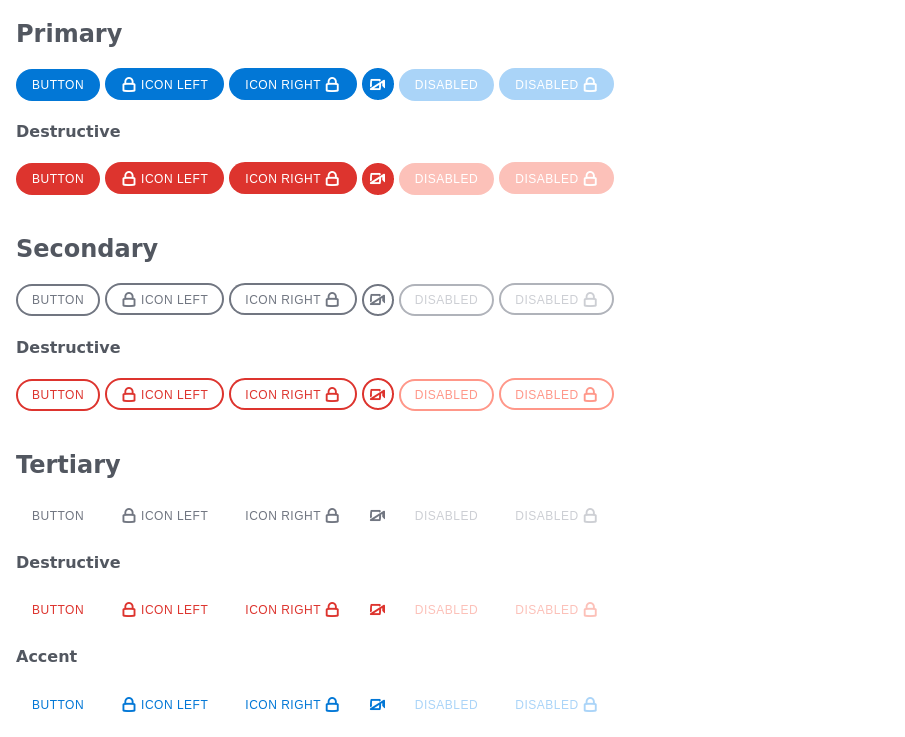 Primary
BUTTON ICON LEFT ICON RIGHT DISABLED DISABLED
Destructive
BUTTON ICON LEFT ICON RIGHT DISABLED DISABLED
Secondary
BUTTON ICON LEFT ICON RIGHT DISABLED DISABLED
Destructive
BUTTON ICON LEFT ICON RIGHT DISABLED DISABLED
Tertiary
BUTTON ICON LEFT ICON RIGHT DISABLED DISABLED
Destructive
BUTTON ICON LEFT ICON RIGHT DISABLED DISABLED
Accent
BUTTON ICON LEFT ICON RIGHT DISABLED DISABLED